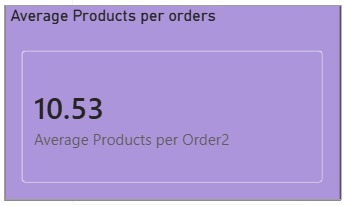 Average Products per orders
10.53
Average Products per Order2